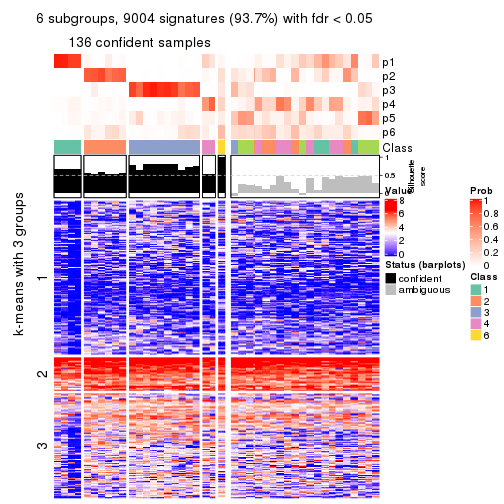 6 subgroups, 9004 signatures (93.7%) with fdr < 0.05
136 confident samples
p1
p2
p3
p4
p5
p6
Class
1
0.5
0
Silhouette
score
k-means with 3 groups
1
2
3
Value
8
6
4
2
0
Status (barplots)
confident
ambiguous
Prob
1
0.8
0.6
0.4
0.2
0
Class
1
2
3
4
6